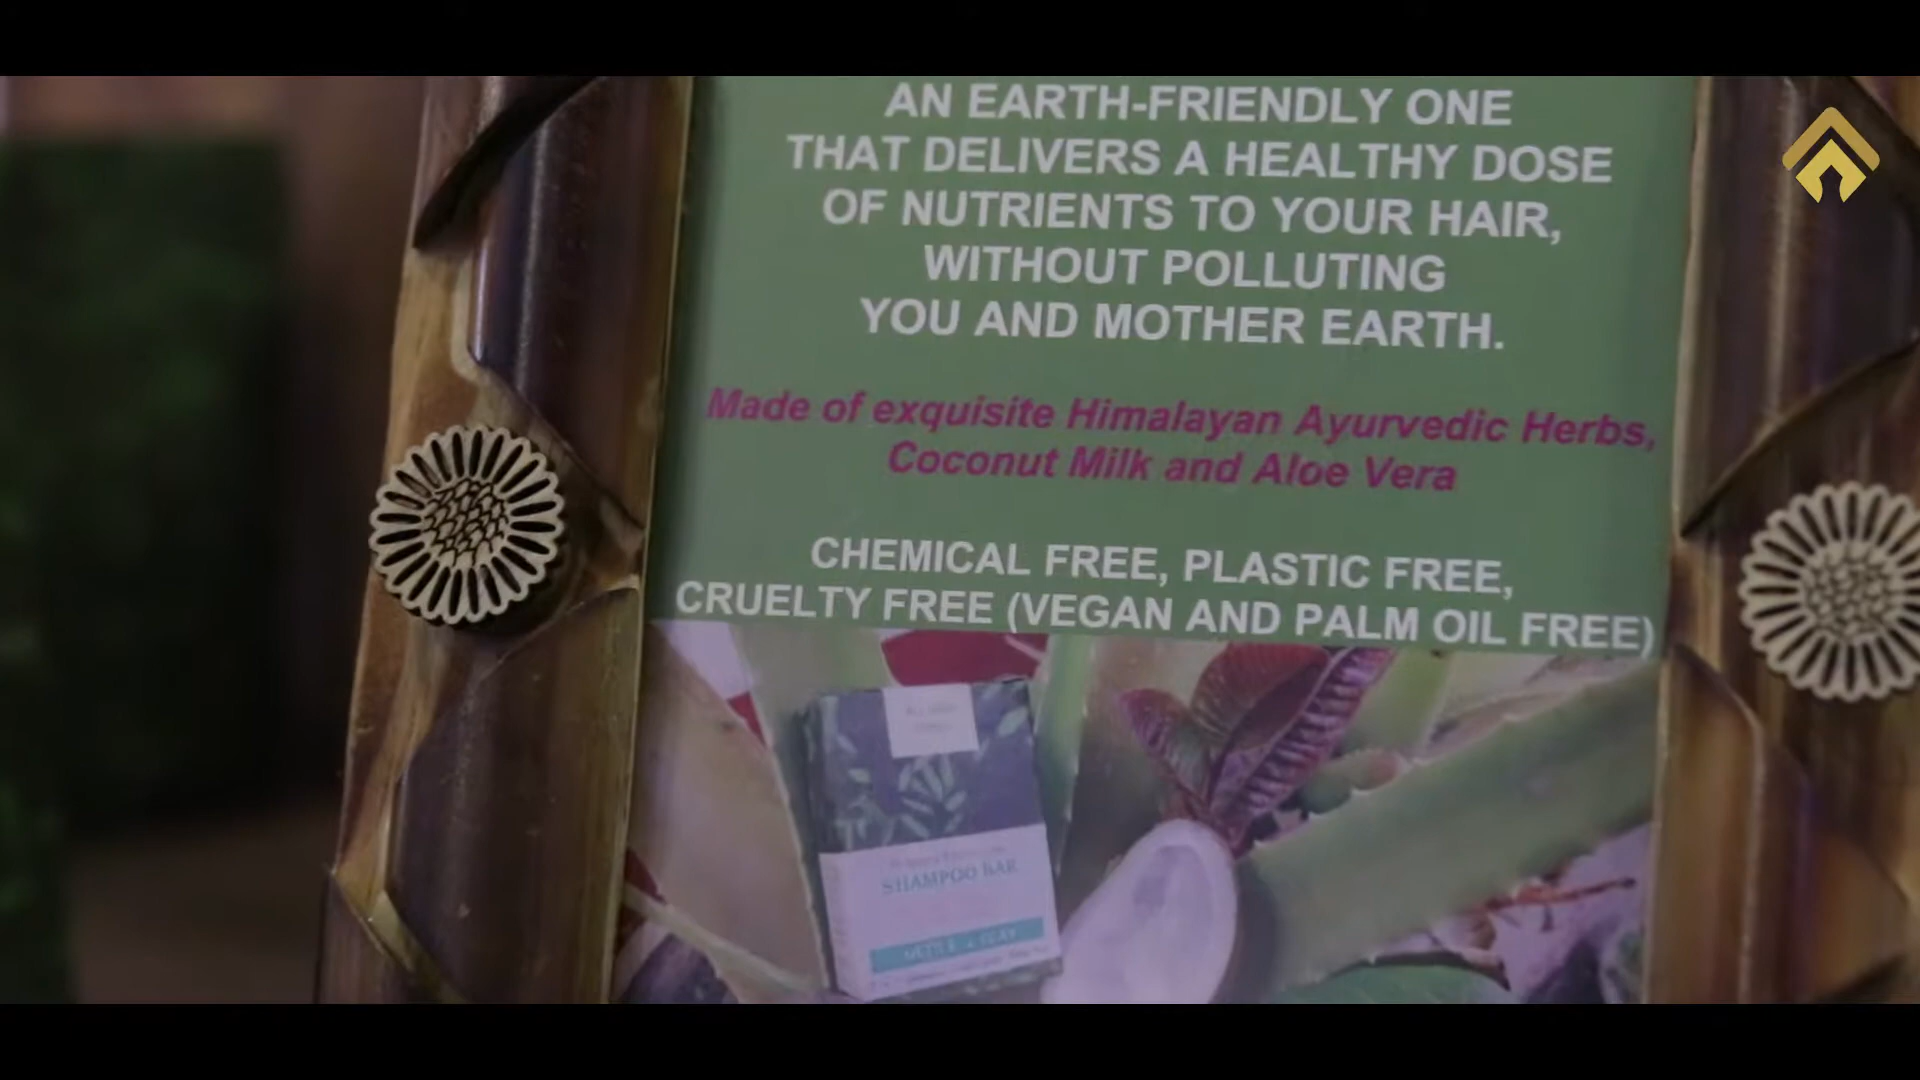 AN EARTH-FRIENDLY ONE
THAT DELIVERS A HEALTHY DOSE
OF NUTRIENTS TO YOUR HAIR,
WITHOUT POLLUTING
YOU AND MOTHER EARTH.
Made of exquisite Himalayan Ayurvedic Herbs,
Coconut Milk and Aloe Vera
CHEMICAL FREE, PLASTIC FREE,
CRUELTY FREE (VEGAN AND PALM OIL FREE)
SHAMPOO BAR